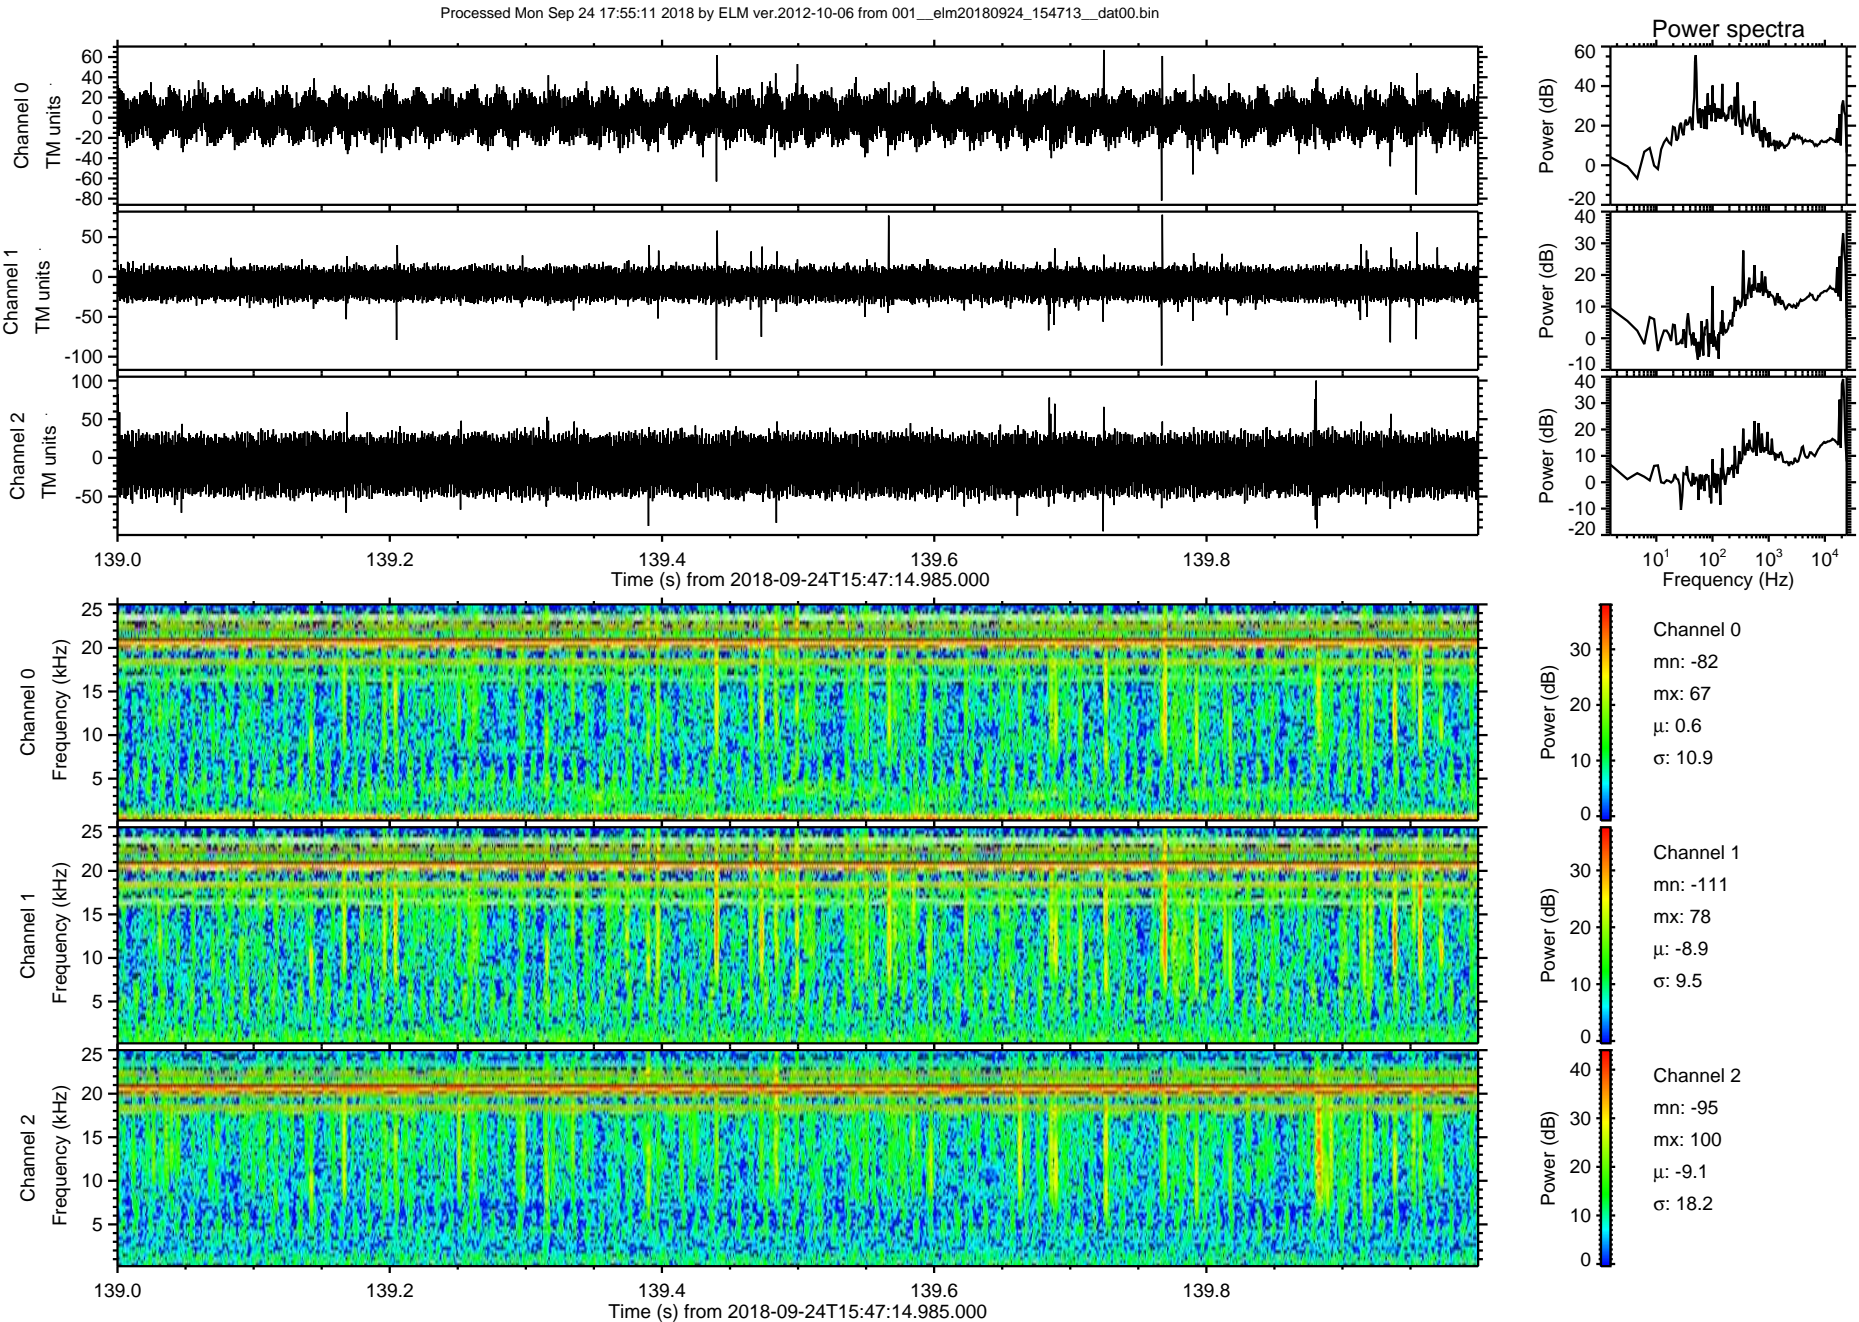 Processed Mon Sep 24 17:55:11 2018 by ELM ver.2012-10-06 from 001__elm20180924_154713__dat00.bin
Power spectra
Channel 0
TM units
60
40
20
0
-20
-40
-60
-80
Power (dB)
60
40
20
0
-20
Channel 1
TM units
50
0
-50
-100
Power (dB)
40
30
20
10
0
-10
Channel 2
TM units
100
50
0
-50
Power (dB)
40
30
20
10
0
-10
-20
139.0 139.2 139.4 139.6 139.8
Time (s) from 2018-09-24T15:47:14.985.000
10^1 10^2 10^3 10^4
Frequency (Hz)
Channel 0
Frequency (kHz)
25
20
15
10
5
Power (dB)
30
20
10
0
Channel 0
mn: -82
mx: 67
μ: 0.6
σ: 10.9
Channel 1
Frequency (kHz)
25
20
15
10
5
Power (dB)
30
20
10
0
Channel 1
mn: -111
mx: 78
μ: -8.9
σ: 9.5
Channel 2
Frequency (kHz)
25
20
15
10
5
Power (dB)
40
30
20
10
0
Channel 2
mn: -95
mx: 100
μ: -9.1
σ: 18.2
139.0 139.2 139.4 139.6 139.8
Time (s) from 2018-09-24T15:47:14.985.000